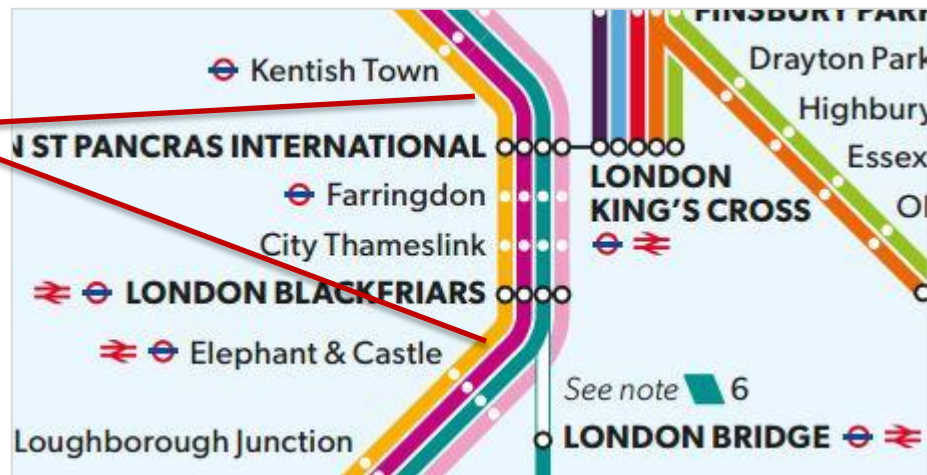 FINSBURY PARK
Kentish Town
Drayton Park
Highbury
ST PANCRAS INTERNATIONAL
Essex
LONDON
KING'S CROSS
Farringdon
City Thameslink
LONDON BLACKFRIARS
Elephant & Castle
See note 6
Loughborough Junction
LONDON BRIDGE